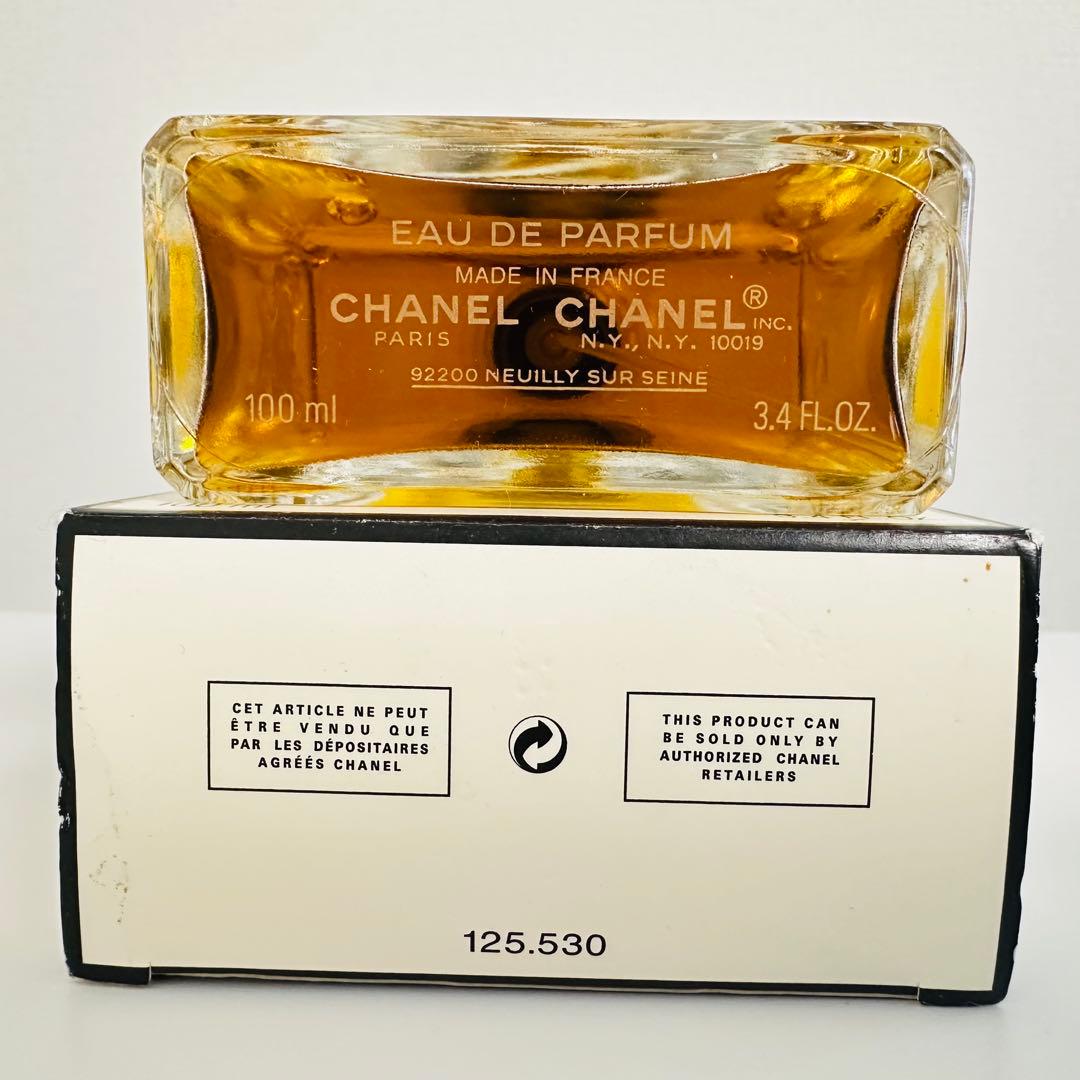 EAU DE PARFUM
MADE IN FRANCE
CHANEL CHANEL® INC.
PARIS N.Y., N.Y. 10019
92200 NEUILLY SUR SEINE
100 ml 3.4 FL.OZ.
CET ARTICLE NE PEUT
ÊTRE VENDU QUE
PAR LES DÉPOSITAIRES
AGRÉÉS CHANEL
THIS PRODUCT CAN
BE SOLD ONLY BY
AUTHORIZED CHANEL
RETAILERS
125.530